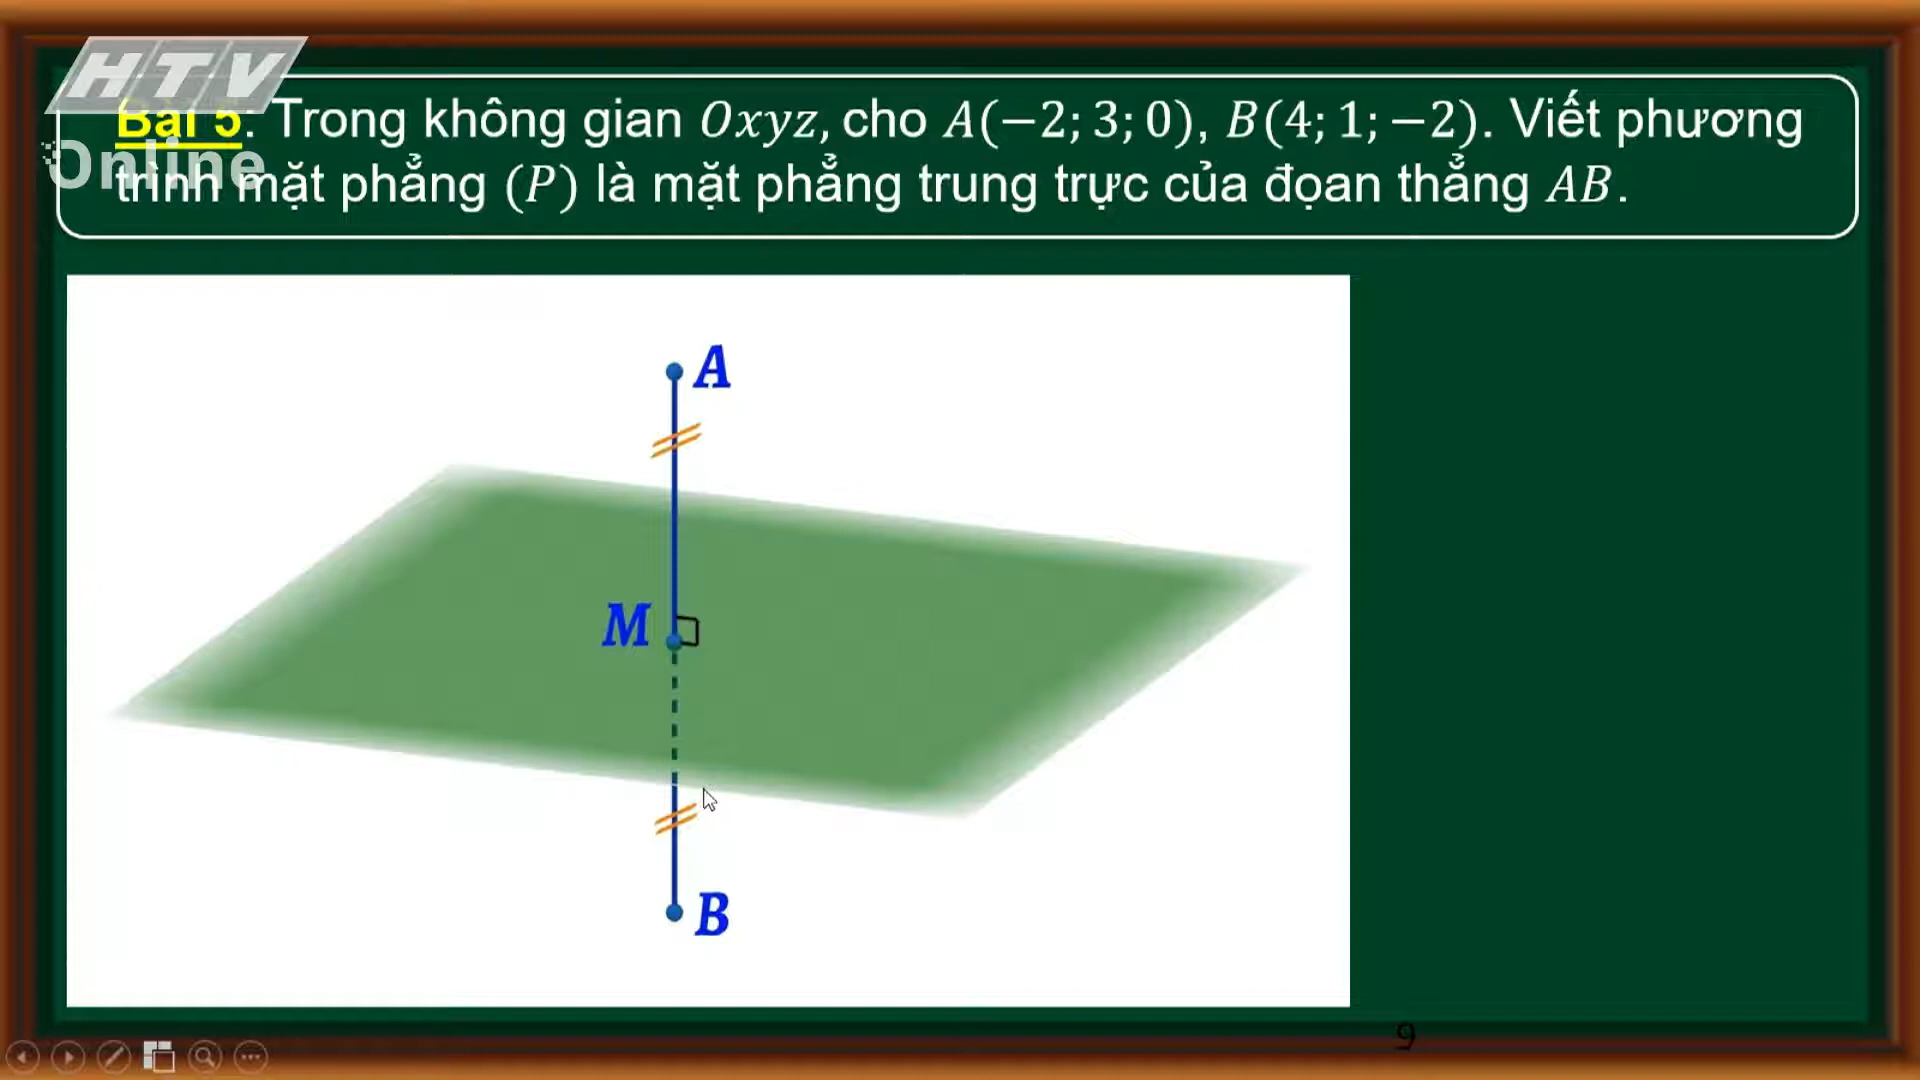 HTV
Online
Bài 5: Trong không gian Oxyz, cho A(−2; 3; 0), B(4; 1; −2). Viết phương
trình mặt phẳng (P) là mặt phẳng trung trực của đọan thẳng AB.
A
M
B
9